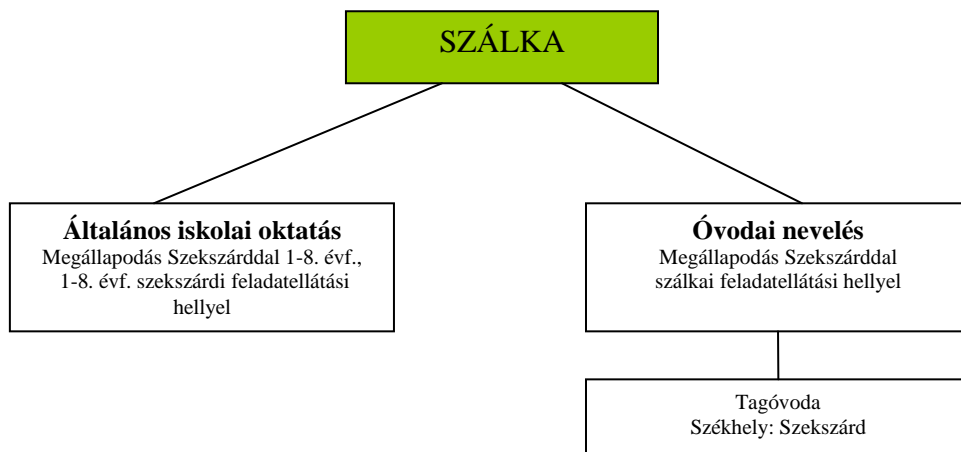 SZÁLKA
Általános iskolai oktatás
Megállapodás Szekszárddal 1-8. évf.,
1-8. évf. szekszárdi feladatellátási
hellyel
Óvodai nevelés
Megállapodás Szekszárddal
szálkai feladatellátási hellyel
Tagóvoda
Székhely: Szekszárd